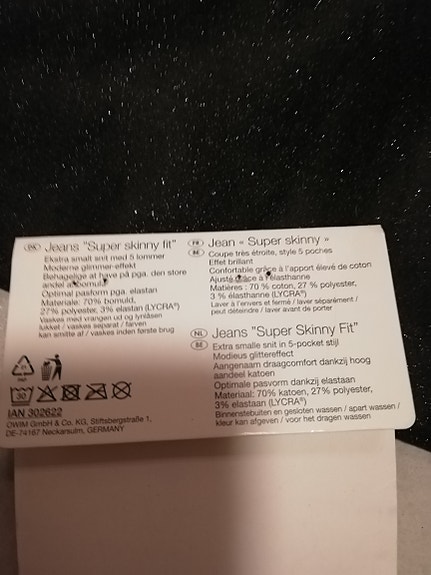 DK Jeans "Super skinny fit"
Ekstra small snit med 5 lommer
Moderne glimmer-effekt
Behagelige at have på pga. den store
andel af bomuld
Optimal pasform pga. elastan
Materiale: 70% bomuld,
27% polyester, 3% elastan (LYCRA®)
Vaskes med vrangen ud og lynlåsen
lukket / vaskes separat / farven
kan smitte af / vaskes inden første brug
30
IAN 302622
OWIM GmbH & Co. KG, Stiftsbergstraße 1,
DE-74167 Neckarsulm, GERMANY
FR Jean « Super skinny »
BE Coupe très étroite, style 5 poches
Effet brillant
Confortable grâce à l'apport élevé de coton
Ajusté grâce à l'élasthanne
Matières : 70 % coton, 27 % polyester,
3 % élasthanne (LYCRA®)
Laver à l'envers et fermé / laver séparément /
peut déteindre / laver avant de porter
NL Jeans "Super Skinny Fit"
BE Extra smalle snit in 5-pocket stijl
Modieus glittereffect
Aangenaam draagcomfort dankzij hoog
aandeel katoen
Optimale pasvorm dankzij elastaan
Materiaal: 70% katoen, 27% polyester,
3% elastaan (LYCRA®)
Binnenstebuiten en gesloten wassen / apart wassen /
kleur kan afgeven / voor het dragen wassen